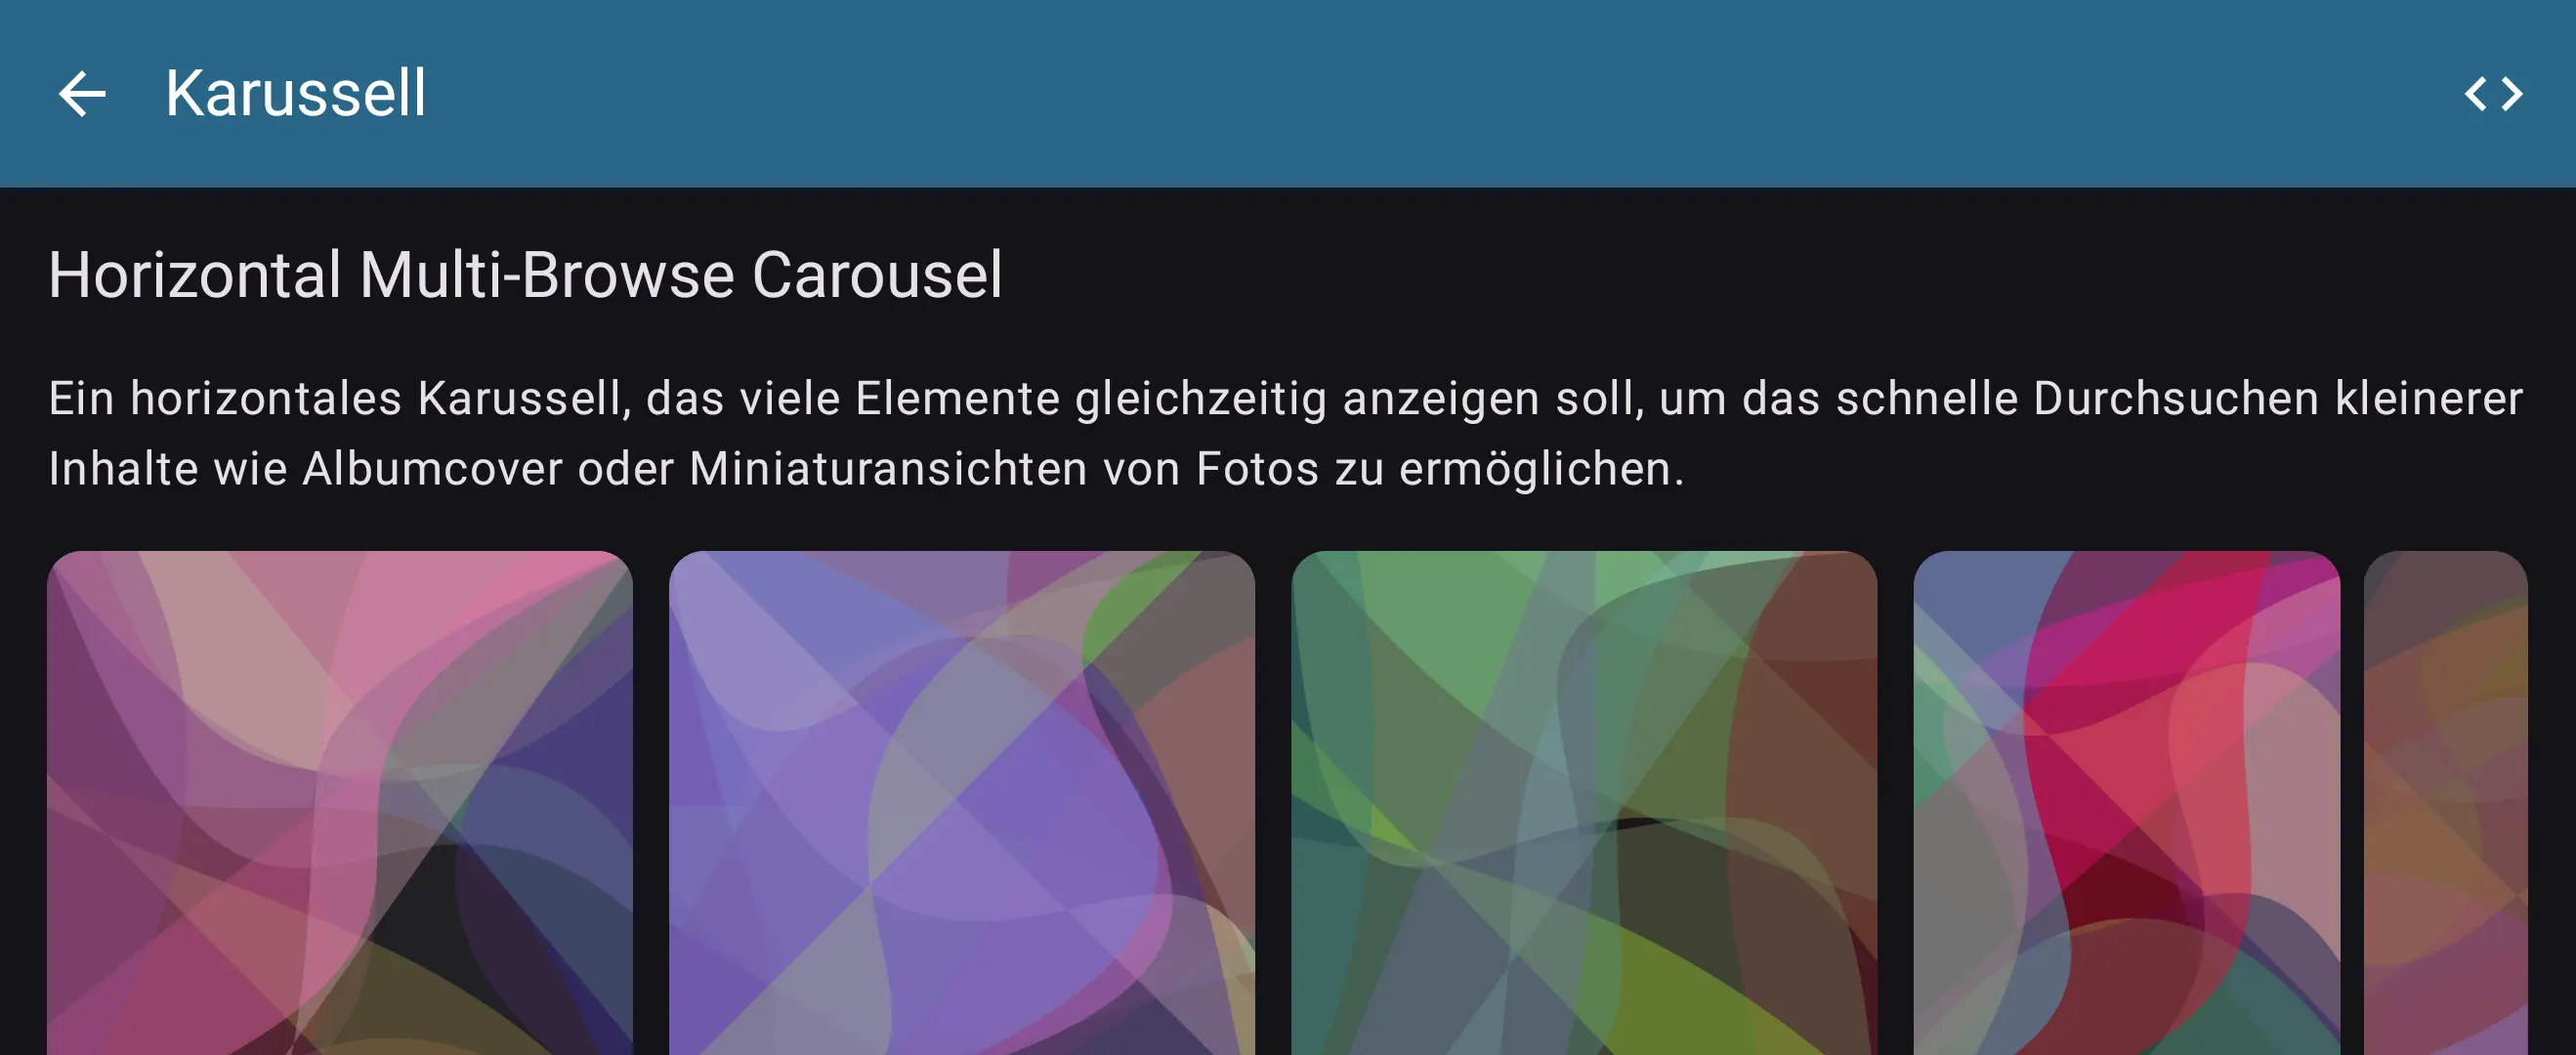 Karussell
Horizontal Multi-Browse Carousel
Ein horizontales Karussell, das viele Elemente gleichzeitig anzeigen soll, um das schnelle Durchsuchen kleinerer
Inhalte wie Albumcover oder Miniaturansichten von Fotos zu ermöglichen.